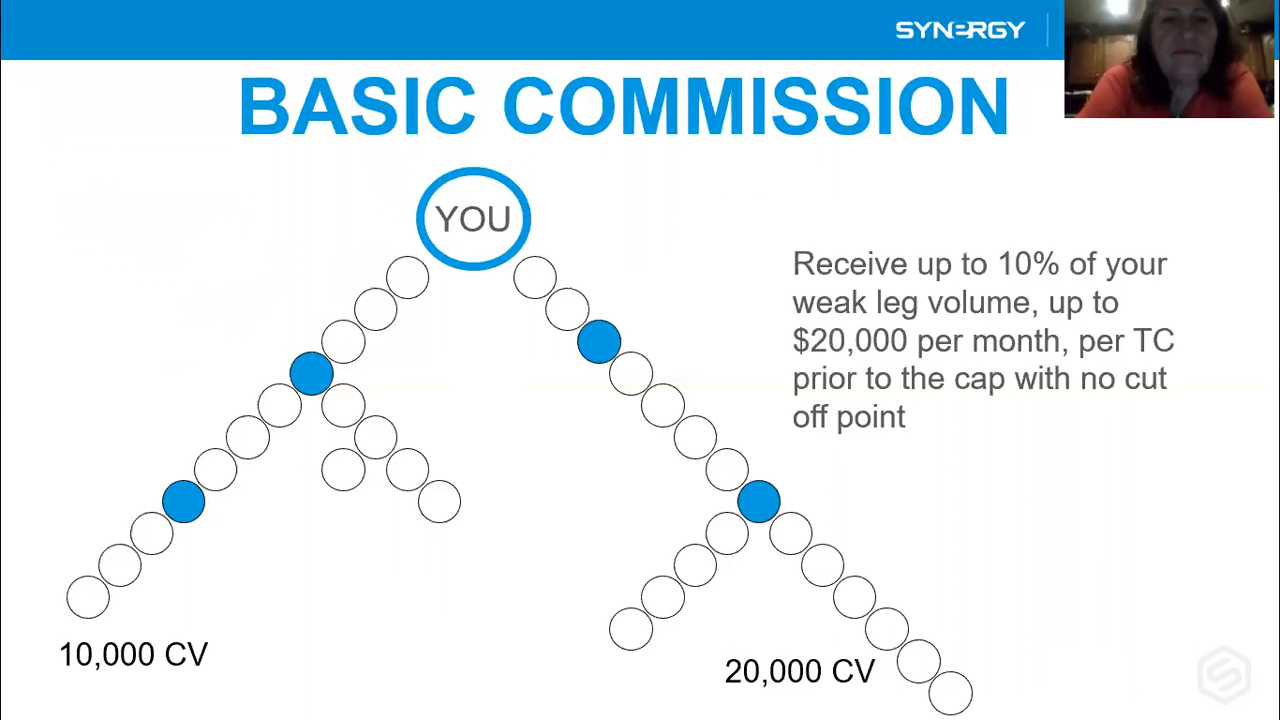 SYNERGY
BASIC COMMISSION
YOU
Receive up to 10% of your
weak leg volume, up to
$20,000 per month, per TC
prior to the cap with no cut
off point
10,000 CV
20,000 CV